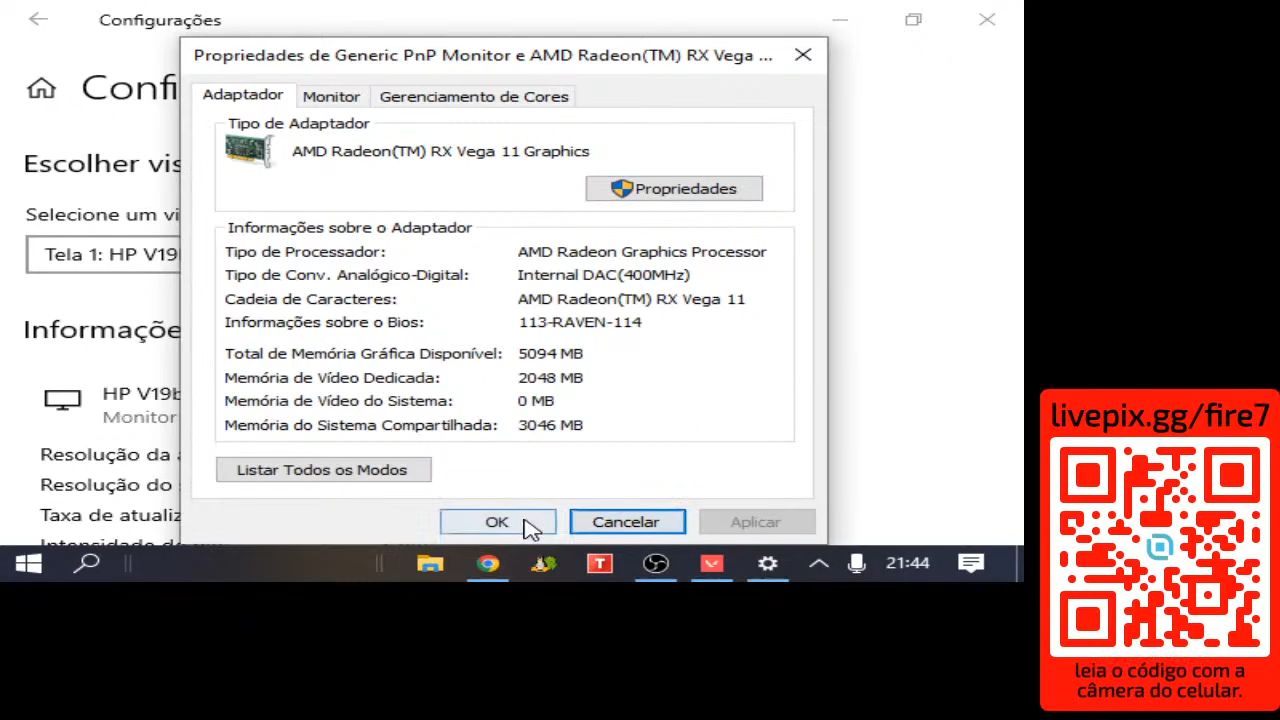 Configurações
Propriedades de Generic PnP Monitor e AMD Radeon(TM) RX Vega ...
Confi
Adaptador
Monitor
Gerenciamento de Cores
Tipo de Adaptador
AMD Radeon(TM) RX Vega 11 Graphics
Escolher vis
Propriedades
Selecione um vi
Informações sobre o Adaptador
Tela 1: HP V19
Tipo de Processador: AMD Radeon Graphics Processor
Tipo de Conv. Analógico-Digital: Internal DAC(400MHz)
Cadeia de Caracteres: AMD Radeon(TM) RX Vega 11
Informações sobre o Bios: 113-RAVEN-114
Informaçõe
Total de Memória Gráfica Disponível: 5094 MB
Memória de Vídeo Dedicada: 2048 MB
HP V19b
Memória de Vídeo do Sistema: 0 MB
Monitor
Memória do Sistema Compartilhada: 3046 MB
Resolução da
Listar Todos os Modos
Resolução do
Taxa de atualiz
OK
Cancelar
Aplicar
T
21:44
livepix.gg/fire7
leia o código com a
câmera do celular.